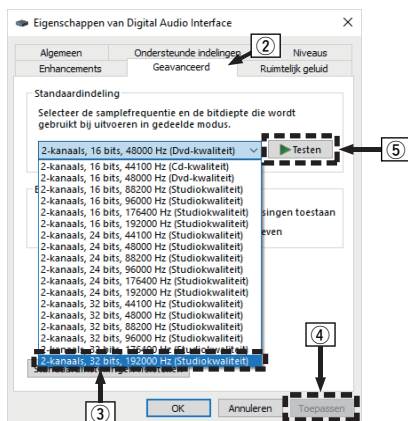 Eigenschappen van Digital Audio Interface
Algemeen Ondersteunde indelingen Niveaus
②
Enhancements Geavanceerd Ruimtelijk geluid
Standaardindeling
Selecteer de samplefrequentie en de bitdiepte die wordt
gebruikt bij uitvoeren in gedeelde modus.
2-kanaals, 16 bits, 48000 Hz (Dvd-kwaliteit) Testen
⑤
2-kanaals, 16 bits, 44100 Hz (Cd-kwaliteit)
2-kanaals, 16 bits, 48000 Hz (Dvd-kwaliteit)
2-kanaals, 16 bits, 88200 Hz (Studiokwaliteit)
2-kanaals, 16 bits, 96000 Hz (Studiokwaliteit)
2-kanaals, 16 bits, 176400 Hz (Studiokwaliteit)
singen toestaan
2-kanaals, 16 bits, 192000 Hz (Studiokwaliteit)
2-kanaals, 24 bits, 44100 Hz (Studiokwaliteit)
even
2-kanaals, 24 bits, 48000 Hz (Studiokwaliteit)
2-kanaals, 24 bits, 88200 Hz (Studiokwaliteit)
2-kanaals, 24 bits, 96000 Hz (Studiokwaliteit)
2-kanaals, 24 bits, 176400 Hz (Studiokwaliteit)
2-kanaals, 24 bits, 192000 Hz (Studiokwaliteit)
2-kanaals, 32 bits, 44100 Hz (Studiokwaliteit)
2-kanaals, 32 bits, 48000 Hz (Studiokwaliteit)
2-kanaals, 32 bits, 88200 Hz (Studiokwaliteit)
2-kanaals, 32 bits, 96000 Hz (Studiokwaliteit)
2-kanaals, 32 bits, 176400 Hz (Studiokwaliteit)
2-kanaals, 32 bits, 192000 Hz (Studiokwaliteit)
④
③
OK Annuleren Toepassen